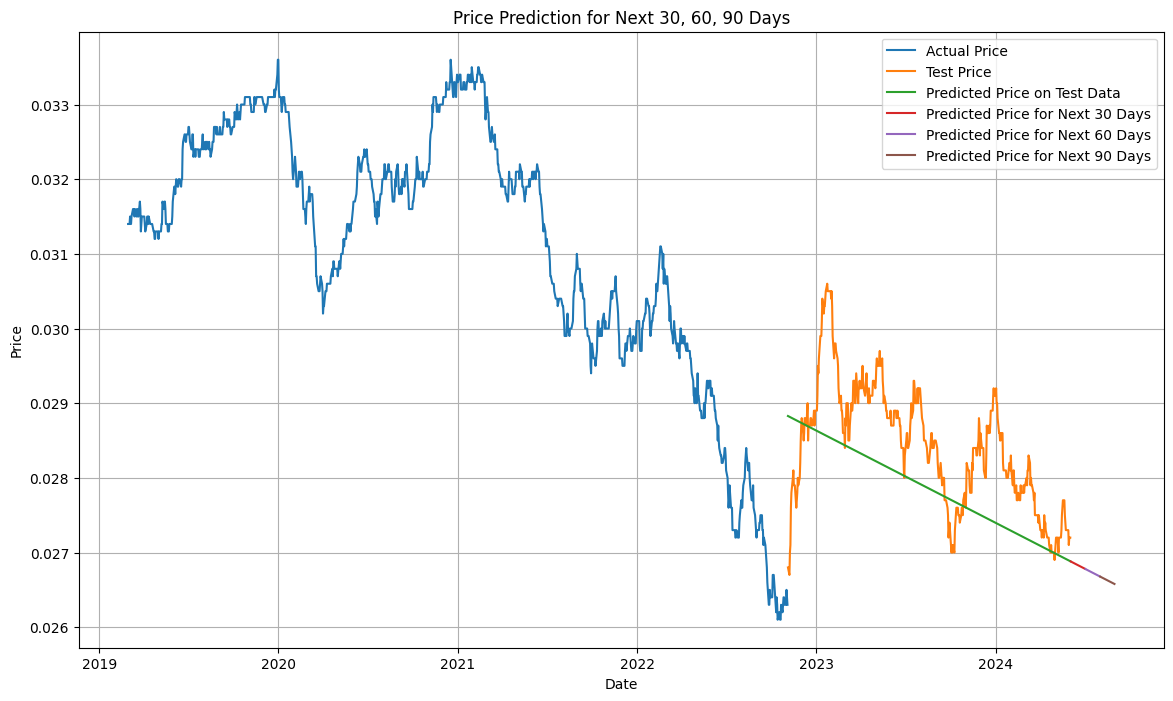 Price Prediction for Next 30, 60, 90 Days
Actual Price
Test Price
Predicted Price on Test Data
Predicted Price for Next 30 Days
Predicted Price for Next 60 Days
Predicted Price for Next 90 Days
0.033
0.032
0.031
0.030
0.029
0.028
0.027
0.026
Price
2019
2020
2021
2022
2023
2024
Date